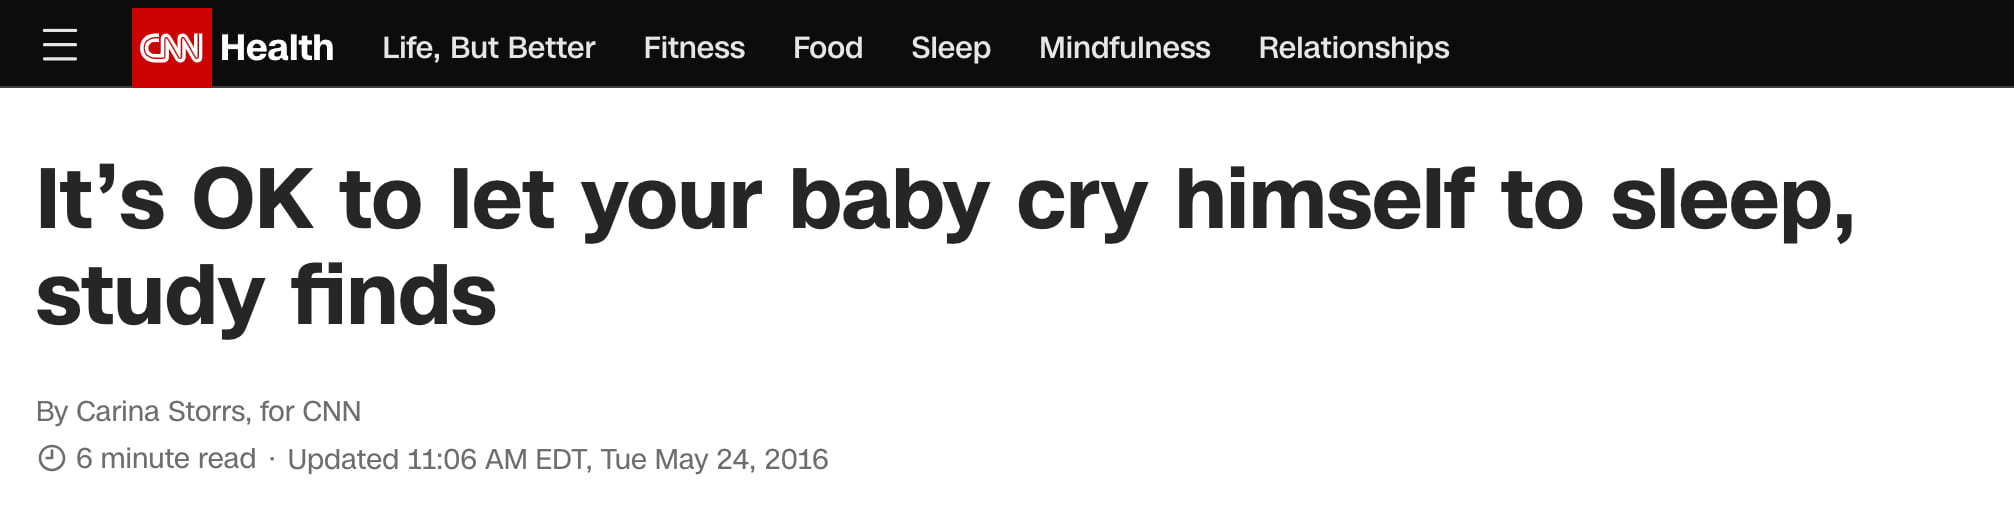 CNN Health Life, But Better Fitness Food Sleep Mindfulness Relationships
It’s OK to let your baby cry himself to sleep,
study finds
By Carina Storrs, for CNN
6 minute read · Updated 11:06 AM EDT, Tue May 24, 2016